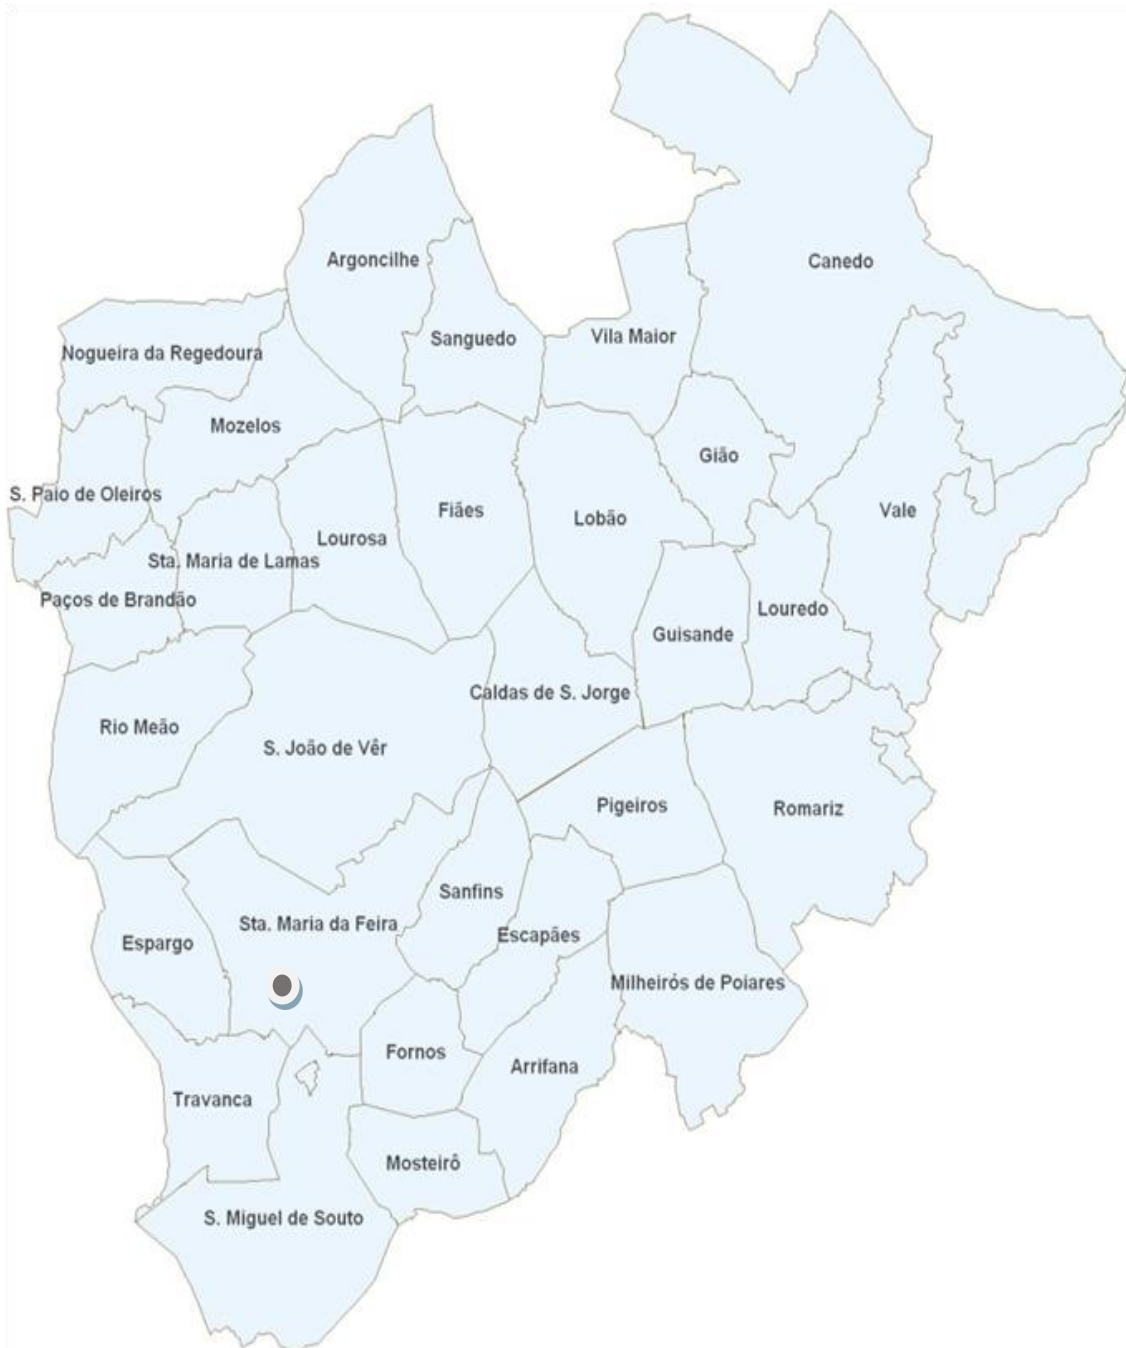 Canedo
Argoncilhe
Sanguedo
Vila Maior
Nogueira da Regedoura
Mozelos
Gião
S. Paio de Oleiros
Fiães
Lobão
Vale
Lourosa
Sta. Maria de Lamas
Paços de Brandão
Louredo
Guisande
Caldas de S. Jorge
Rio Meão
S. João de Vêr
Pigeiros
Romariz
Sanfins
Sta. Maria da Feira
Escapães
Espargo
Milheirós de Poiares
Fornos
Arrifana
Travanca
Mosteirô
S. Miguel de Souto